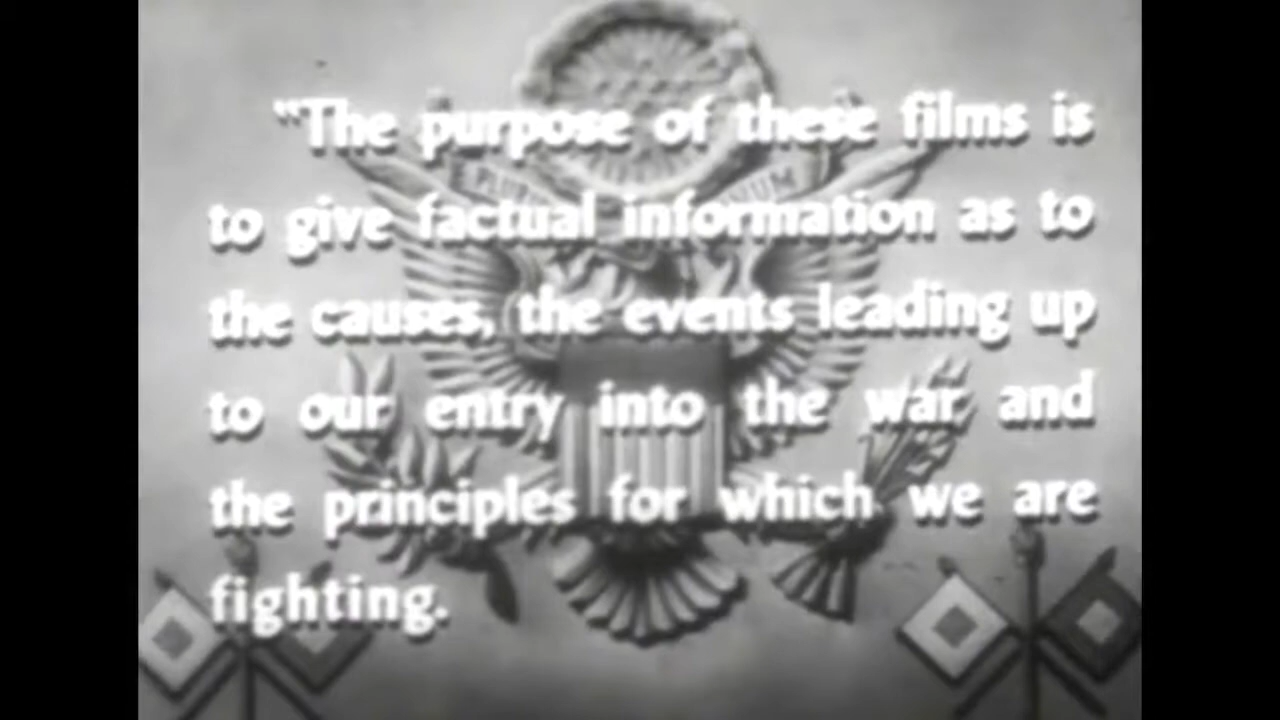 "The purpose of these films is
to give factual information as to
the causes, the events leading up
to our entry into the war, and
the principles for which we are
fighting.